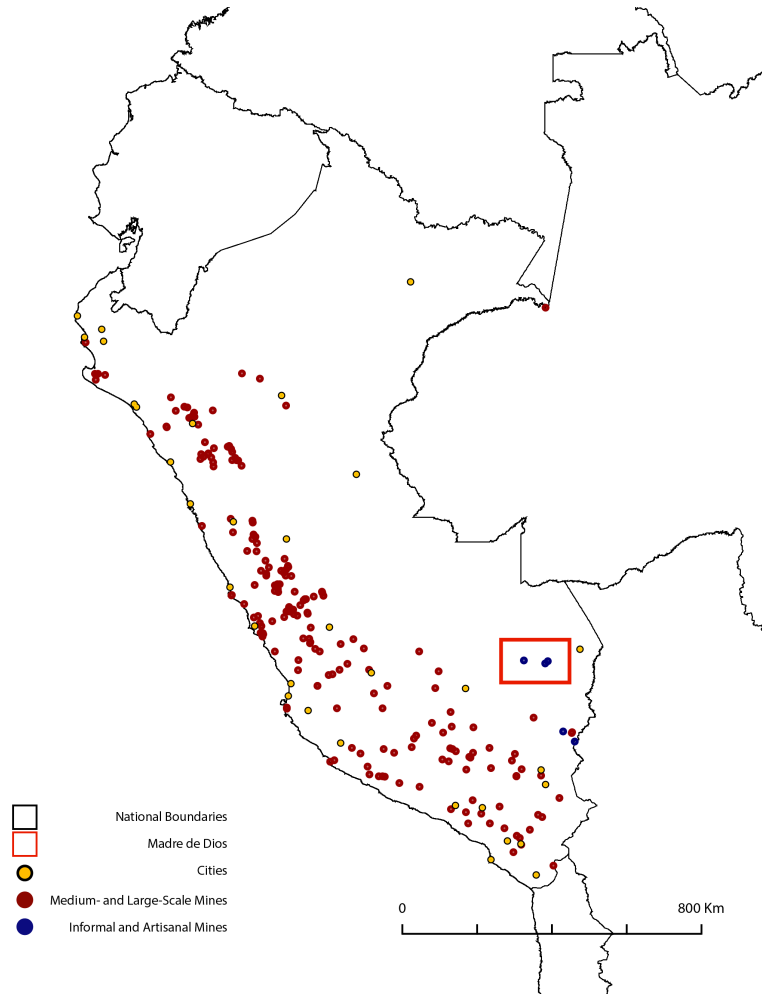 National Boundaries
Madre de Dios
Cities
Medium- and Large-Scale Mines
Informal and Artisanal Mines
0 800 Km